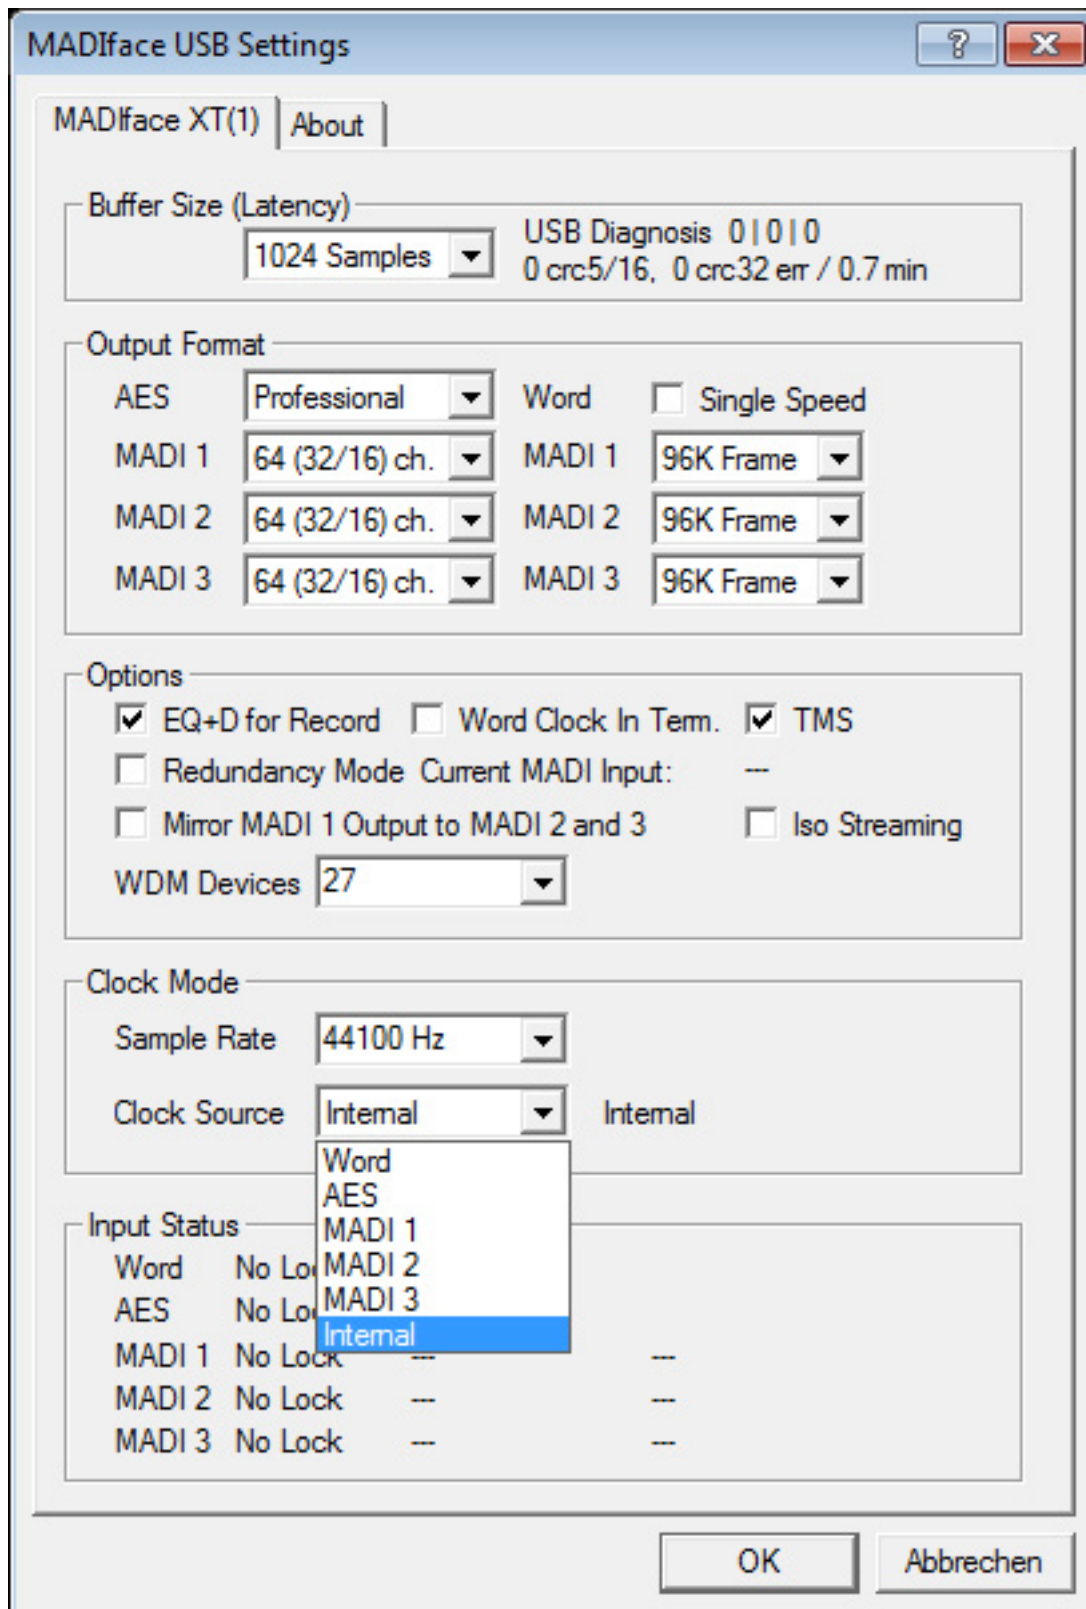 MADIface USB Settings
MADIface XT(1) About
Buffer Size (Latency)
1024 Samples USB Diagnosis 0 | 0 | 0
0 crc5/16, 0 crc32 err / 0.7 min
Output Format
AES Professional Word Single Speed
MADI 1 64 (32/16) ch. MADI 1 96K Frame
MADI 2 64 (32/16) ch. MADI 2 96K Frame
MADI 3 64 (32/16) ch. MADI 3 96K Frame
Options
EQ+D for Record Word Clock In Term. TMS
Redundancy Mode Current MADI Input: ---
Mirror MADI 1 Output to MADI 2 and 3 Iso Streaming
WDM Devices 27
Clock Mode
Sample Rate 44100 Hz
Clock Source Internal Internal
Word
AES
MADI 1
MADI 2
MADI 3
Internal
Input Status
Word No
AES No
MADI 1 No Lock --- ---
MADI 2 No Lock --- ---
MADI 3 No Lock --- ---
OK Abbrechen